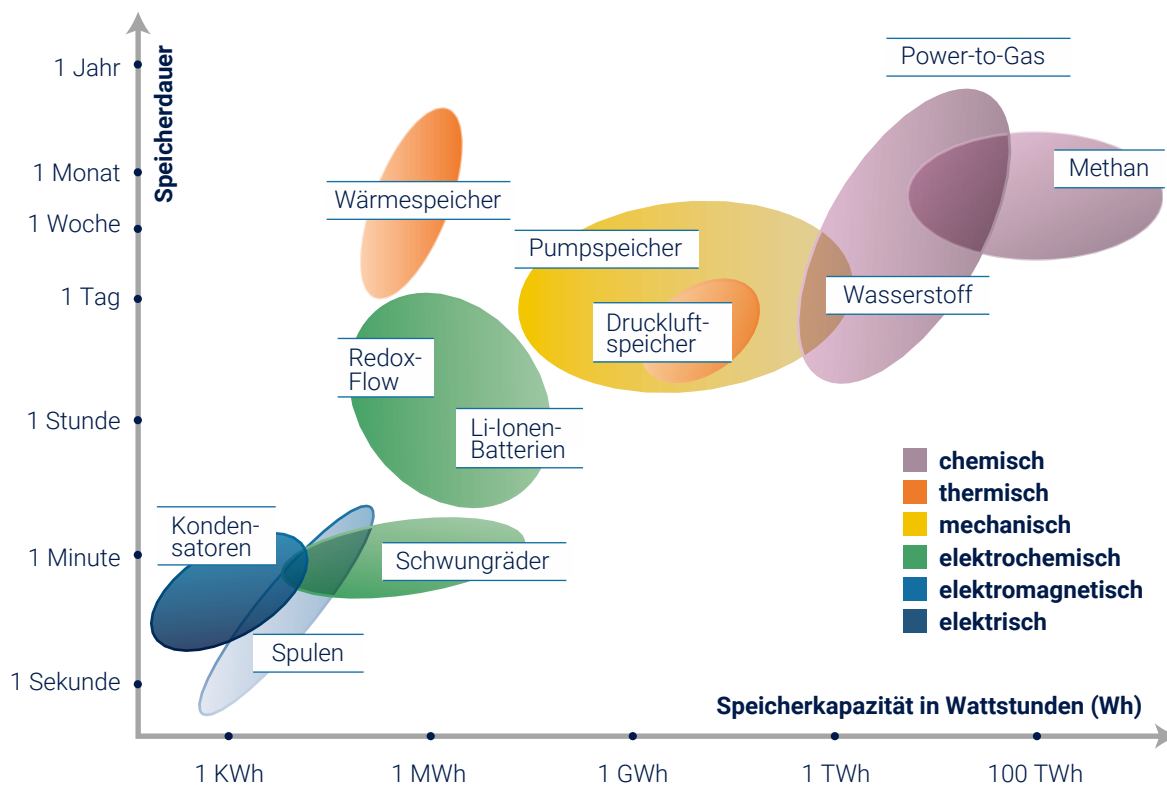 Speicherdauer
1 Jahr
1 Monat
1 Woche
1 Tag
1 Stunde
1 Minute
1 Sekunde
Power-to-Gas
Methan
Wärmespeicher
Pumpspeicher
Wasserstoff
Druckluft-
speicher
Redox-
Flow
Li-Ionen-
Batterien
Konden-
satoren
Schwungräder
Spulen
chemisch
thermisch
mechanisch
elektrochemisch
elektromagnetisch
elektrisch
Speicherkapazität in Wattstunden (Wh)
1 KWh
1 MWh
1 GWh
1 TWh
100 TWh